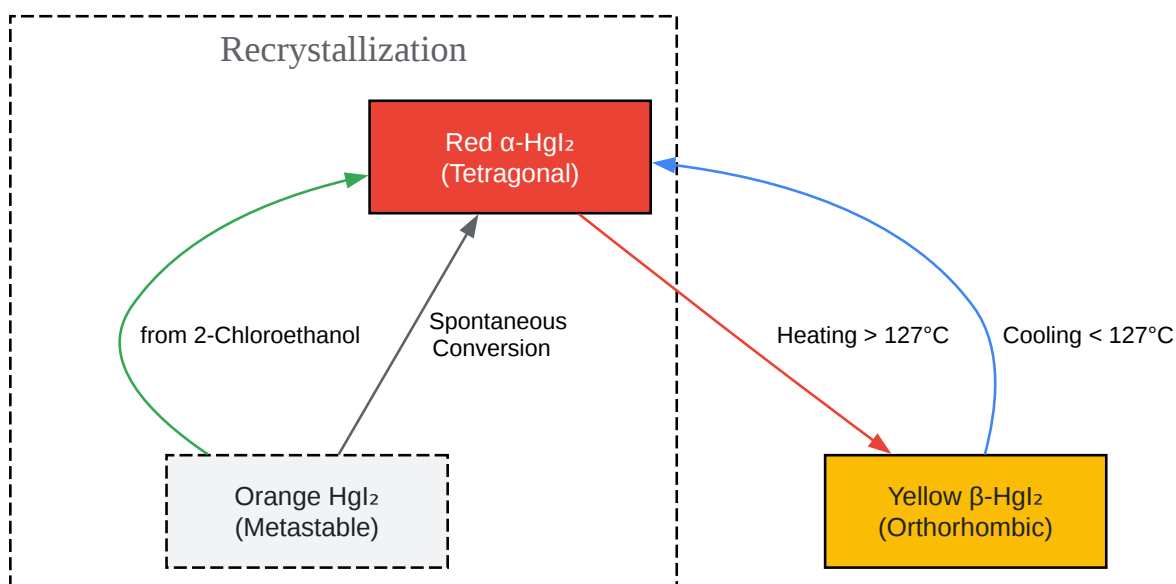 Recrystallization
Red α-HgI₂
(Tetragonal)
from 2-Chloroethanol
Spontaneous
Conversion
Heating > 127°C
Cooling < 127°C
Orange HgI₂
(Metastable)
Yellow β-HgI₂
(Orthorhombic)